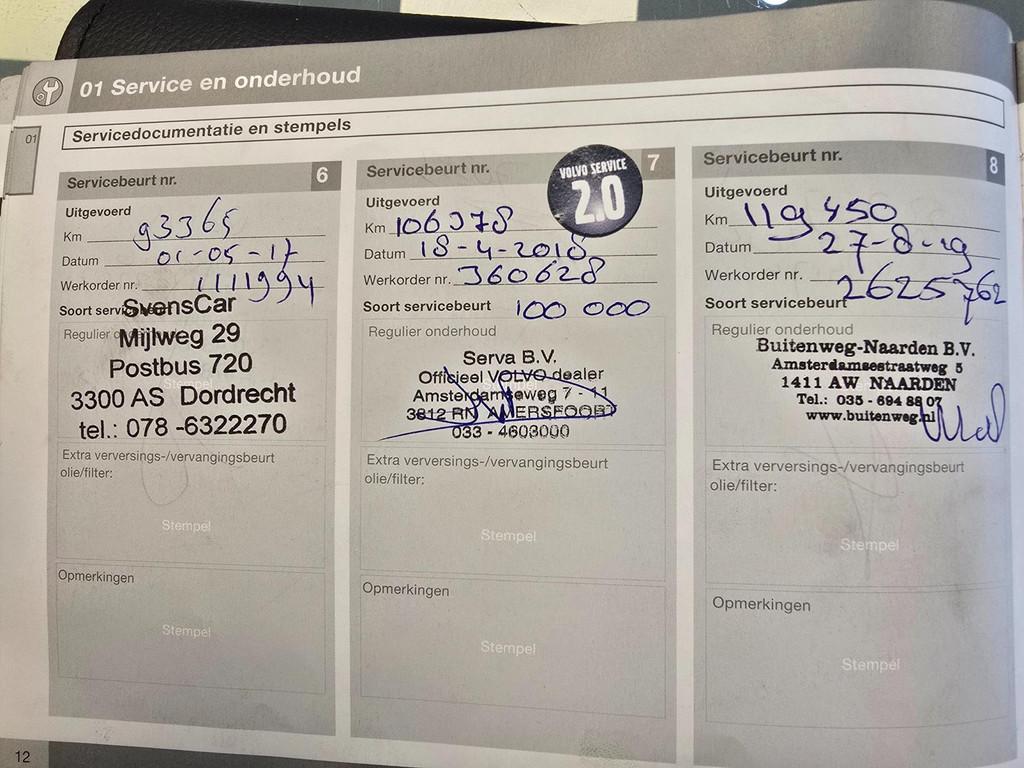 01 Service en onderhoud
01
Servicedocumentatie en stempels
Servicebeurt nr. 6
Uitgevoerd
Km 93365
Datum 01-05-17
Werkorder nr. 1111994
Soort servicebeurt
SvensCar
Regulier
Mijlweg 29
Postbus 720
3300 AS Dordrecht
tel.: 078 -6322270
Extra verversings-/vervangingsbeurt
olie/filter:
Stempel
Opmerkingen
Stempel
Servicebeurt nr. 7
VOLVO SERVICE
2.0
Uitgevoerd
Km 106978
Datum 18-4-2018
Werkorder nr. 360628
Soort servicebeurt 100 000
Regulier onderhoud
Serva B.V.
Officieel VOLVO dealer
Amsterdamseweg 7 - 11
3812 RN AMERSFOORT
033 - 4603000
Extra verversings-/vervangingsbeurt
olie/filter:
Stempel
Opmerkingen
Stempel
Servicebeurt nr. 8
Uitgevoerd
Km 119450
Datum 27-8-19
Werkorder nr. 2625762
Soort servicebeurt
Regulier onderhoud
Buitenweg-Naarden B.V.
Amsterdamsestraatweg 5
1411 AW NAARDEN
Tel.: 035 - 694 88 07
www.buitenweg.nl
Extra verversings-/vervangingsbeurt
olie/filter:
Stempel
Opmerkingen
Stempel
12